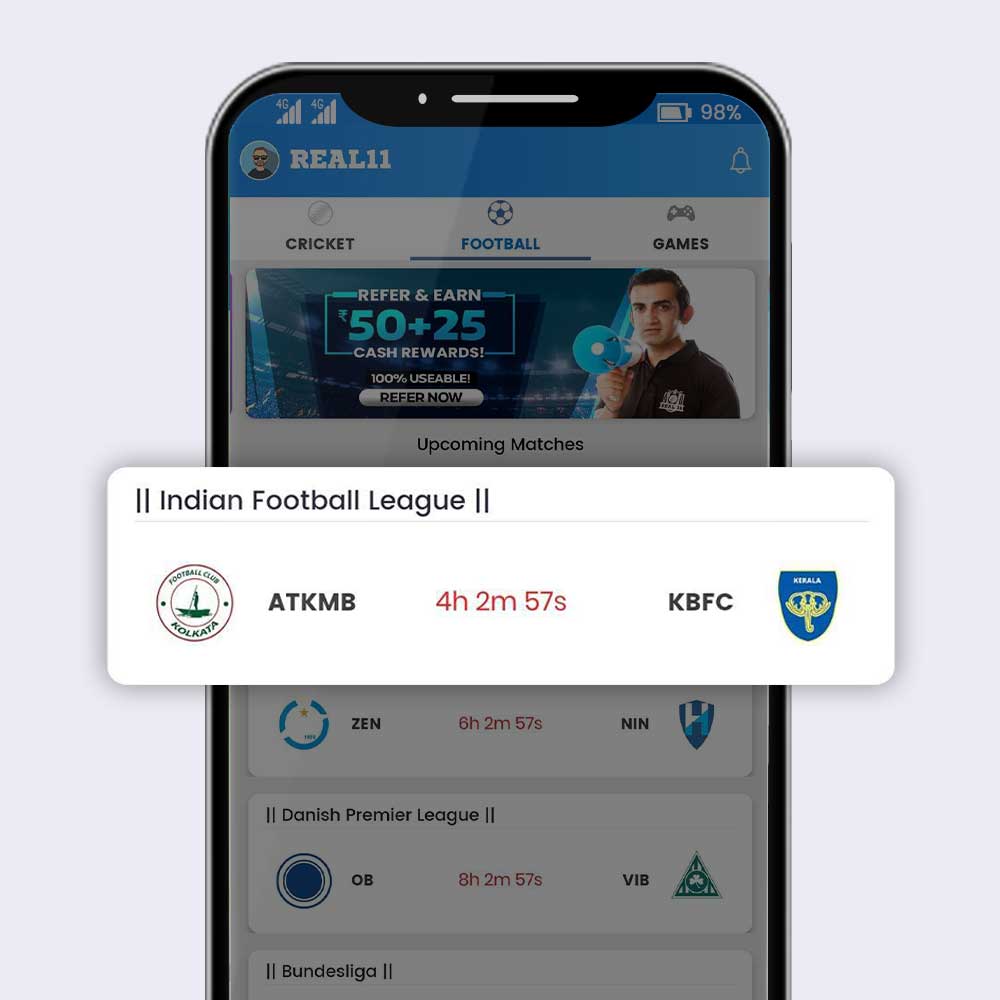 4G 4G 98%
REAL11
CRICKET FOOTBALL GAMES
REFER & EARN
₹50+25
CASH REWARDS!
100% USEABLE!
REFER NOW
REAL 11
Upcoming Matches
|| Indian Football League ||
FOOTBALL CLUB
KOLKATA
ATKMB 4h 2m 57s KBFC
KERALA
ZEN 6h 2m 57s NIN
|| Danish Premier League ||
OB 8h 2m 57s VIB
|| Bundesliga ||